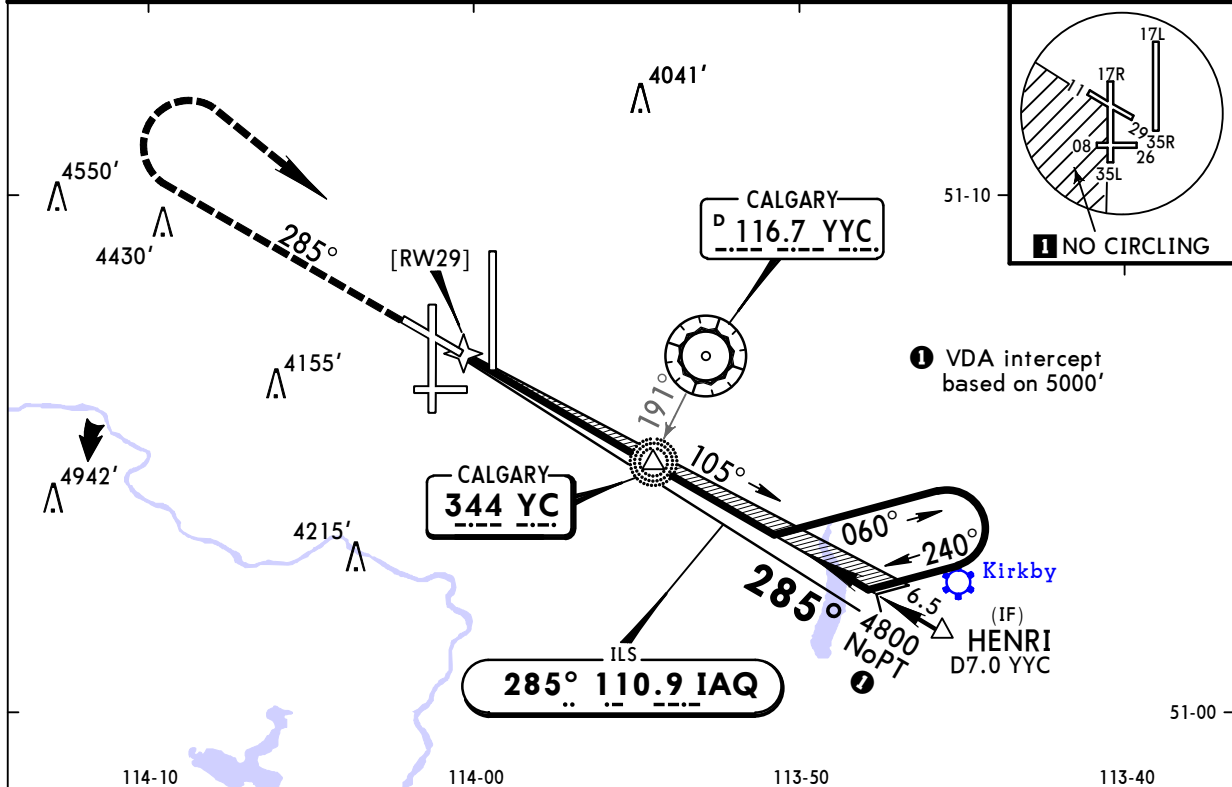 4041'
17L
17R
11
29
35R
08
26
35L
1 NO CIRCLING
4550'
4430'
285°
[RW29]
CALGARY
D 116.7 YYC
51-10
4155'
191°
1 VDA intercept
based on 5000'
4942'
CALGARY
344 YC
105°
4215'
060°
240°
Kirkby
285°
6.5
4800
NoPT
1
(IF)
HENRI
D7.0 YYC
ILS
285° 110.9 IAQ
51-00
114-10
114-00
113-50
113-40